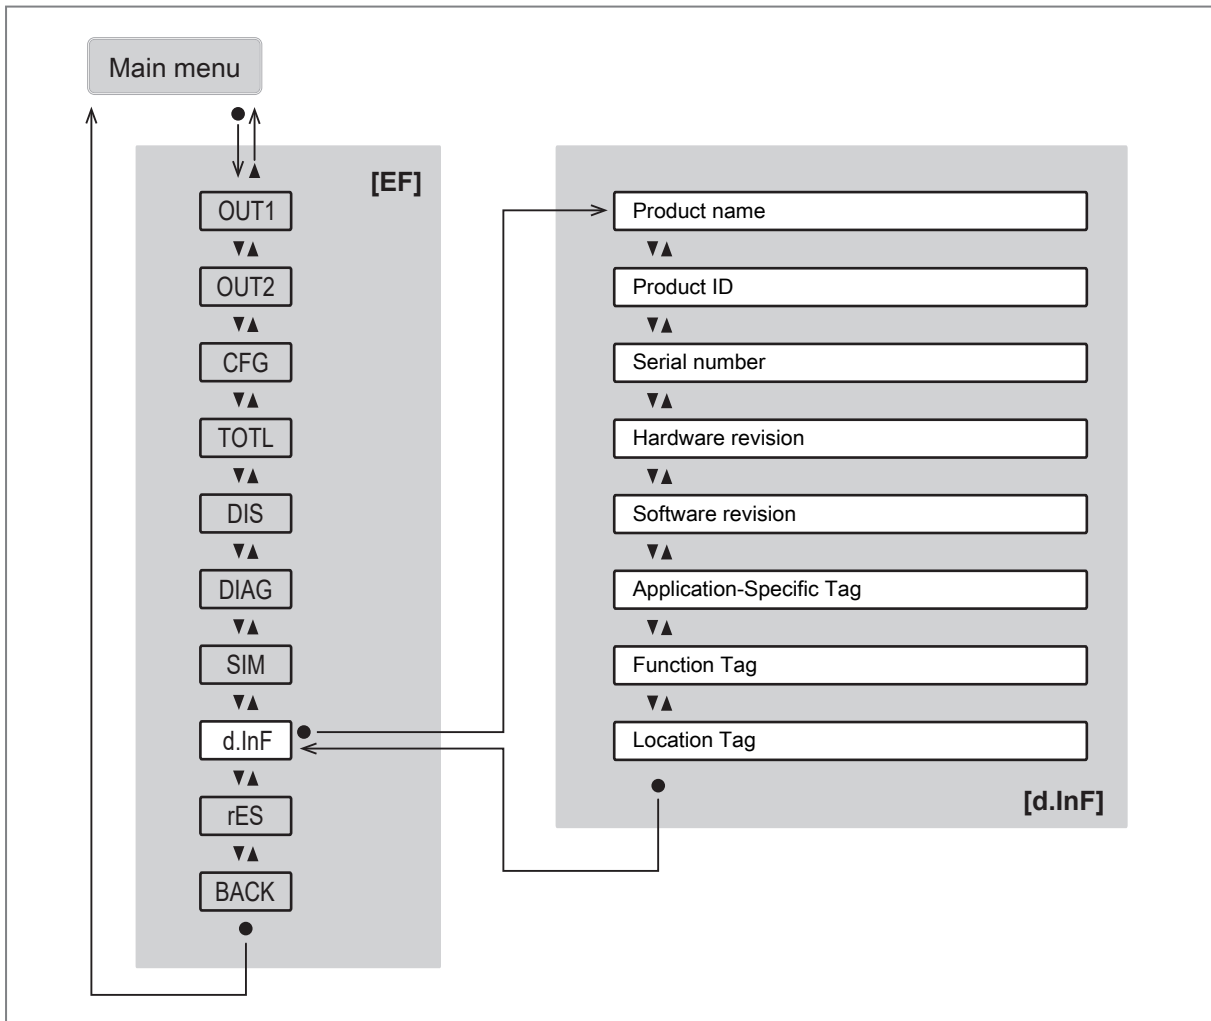 Main menu
[EF]
OUT1
OUT2
CFG
TOTL
DIS
DIAG
SIM
d.InF
rES
BACK
Product name
Product ID
Serial number
Hardware revision
Software revision
Application-Specific Tag
Function Tag
Location Tag
[d.InF]